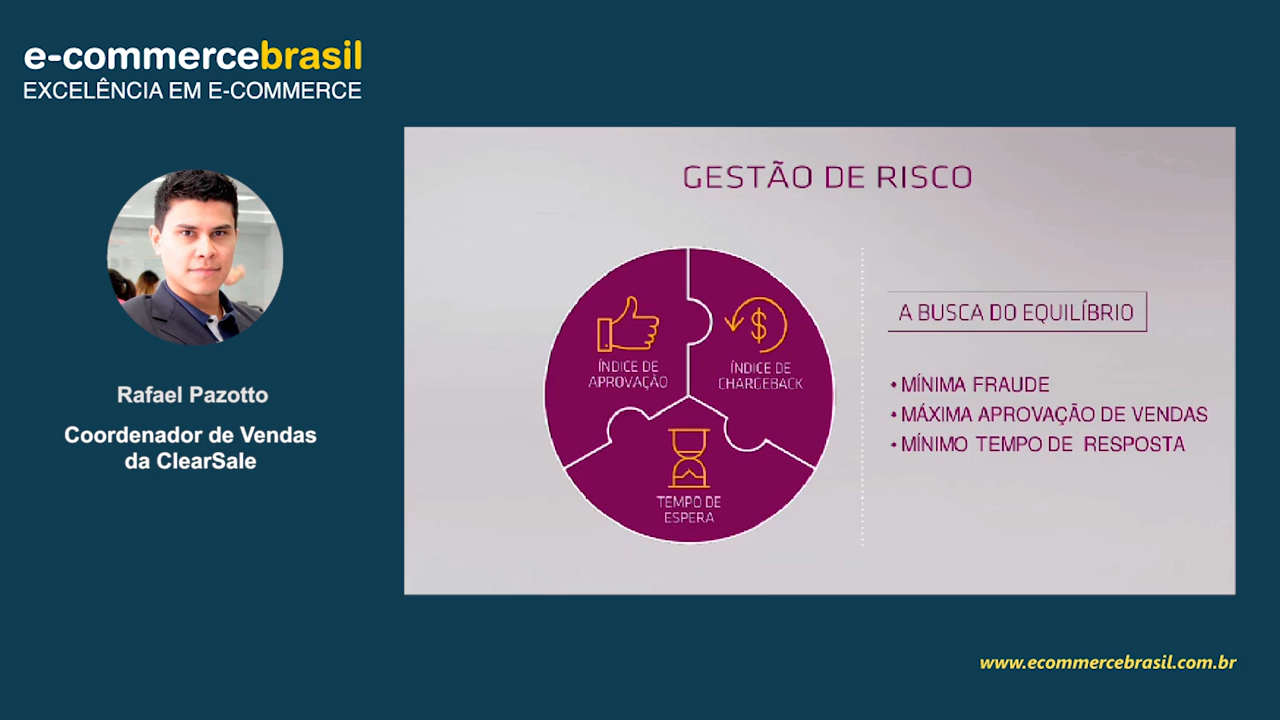 e-commercebrasil
EXCELÊNCIA EM E-COMMERCE
Rafael Pazotto
Coordenador de Vendas
da ClearSale
GESTÃO DE RISCO
ÍNDICE DE
APROVAÇÃO
ÍNDICE DE
CHARGEBACK
TEMPO DE
ESPERA
A BUSCA DO EQUILÍBRIO
• MÍNIMA FRAUDE
• MÁXIMA APROVAÇÃO DE VENDAS
• MÍNIMO TEMPO DE RESPOSTA
www.ecommercebrasil.com.br